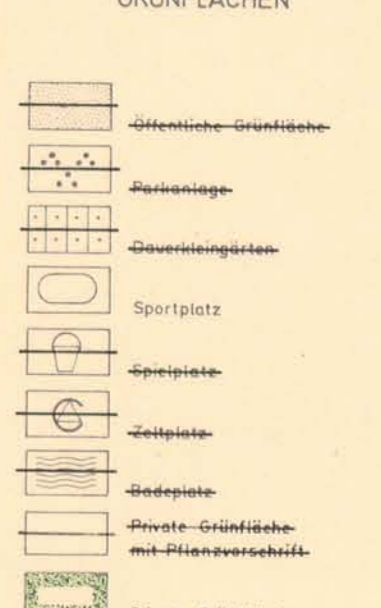 GRÜNFLÄCHEN
Öffentliche Grünfläche
Parkanlage
Dauerkleingärten
Sportplatz
Spielplatz
Zeltplatz
Badeplatz
Private Grünfläche
mit Pflanzvorschrift